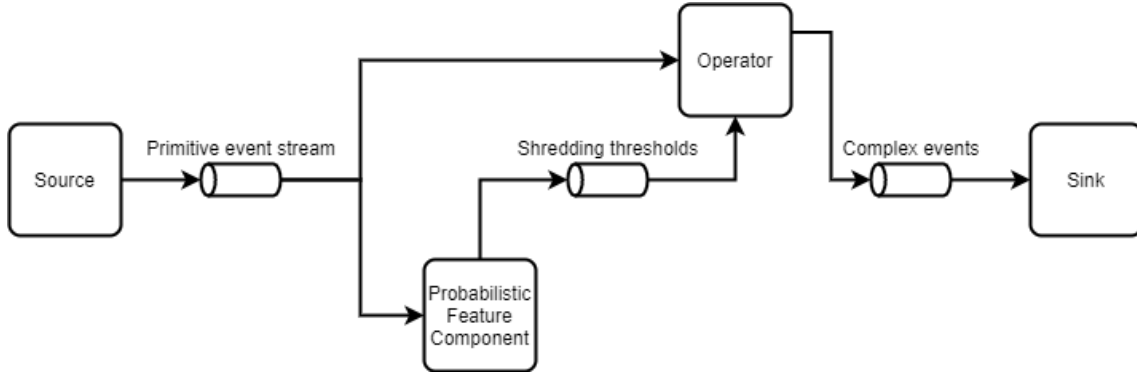 Operator
Primitive event stream
Shredding thresholds
Complex events
Source
Sink
Probabilistic
Feature
Component